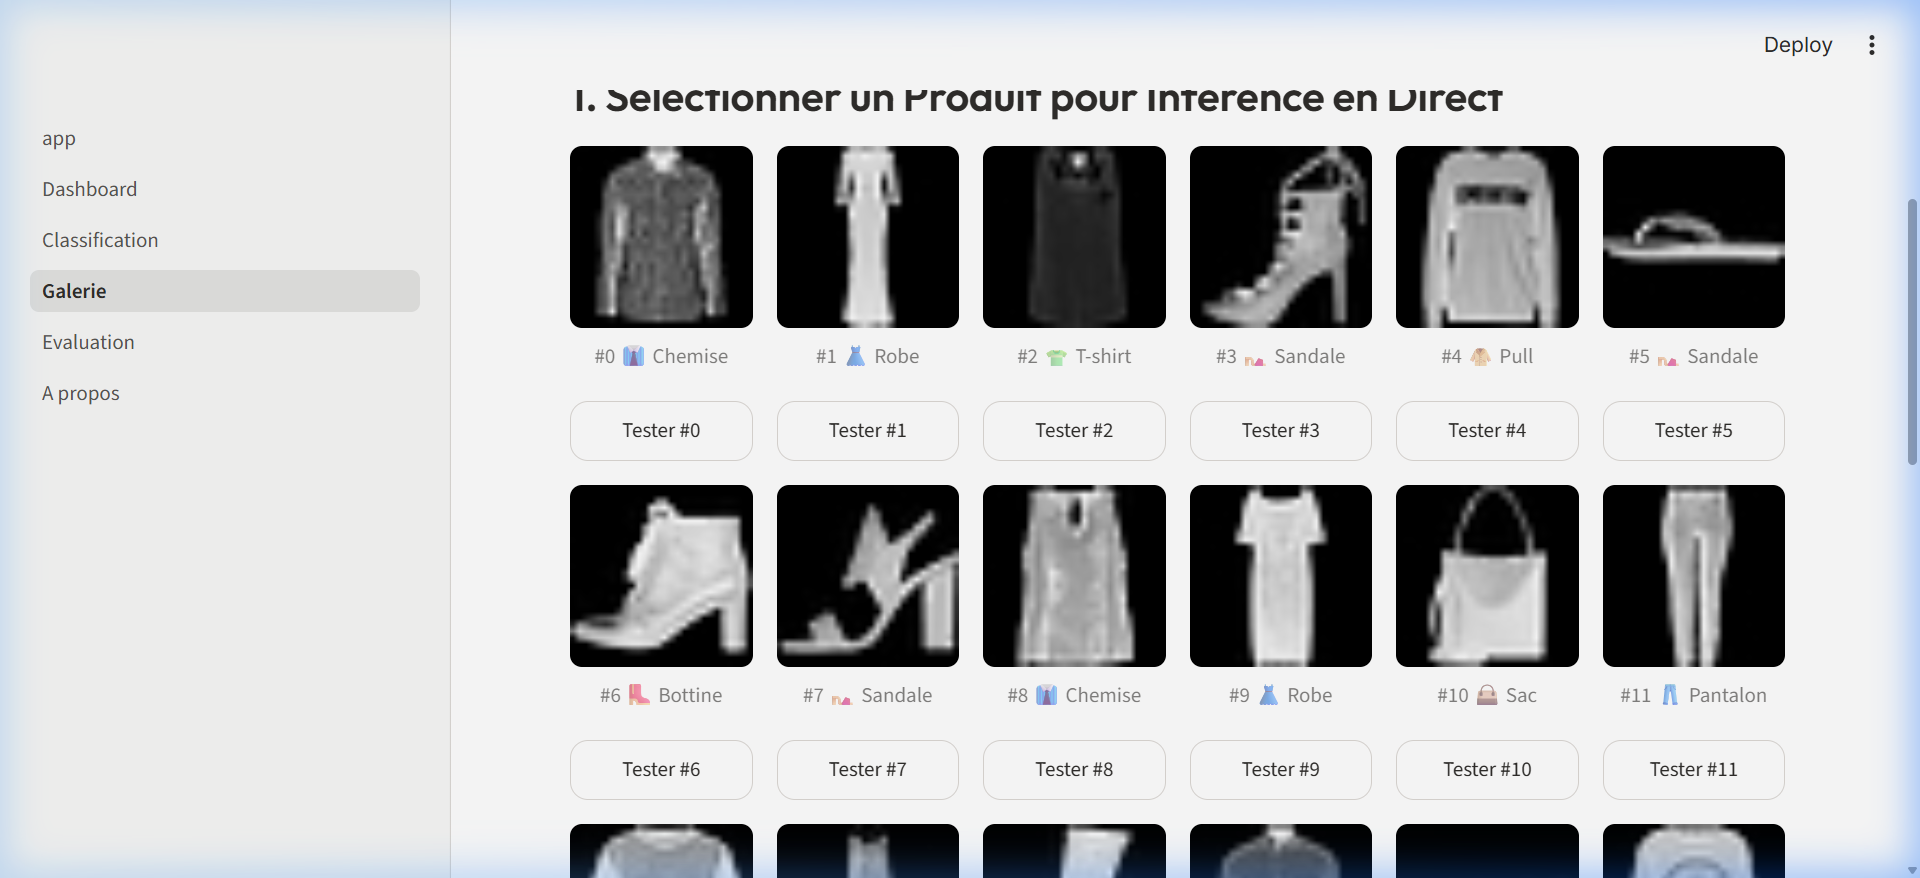 Deploy
app
Dashboard
Classification
Galerie
Evaluation
A propos
1. Selectionner un Produit pour Inference en Direct
#0 Chemise
#1 Robe
#2 T-shirt
#3 Sandale
#4 Pull
#5 Sandale
Tester #0
Tester #1
Tester #2
Tester #3
Tester #4
Tester #5
#6 Bottine
#7 Sandale
#8 Chemise
#9 Robe
#10 Sac
#11 Pantalon
Tester #6
Tester #7
Tester #8
Tester #9
Tester #10
Tester #11